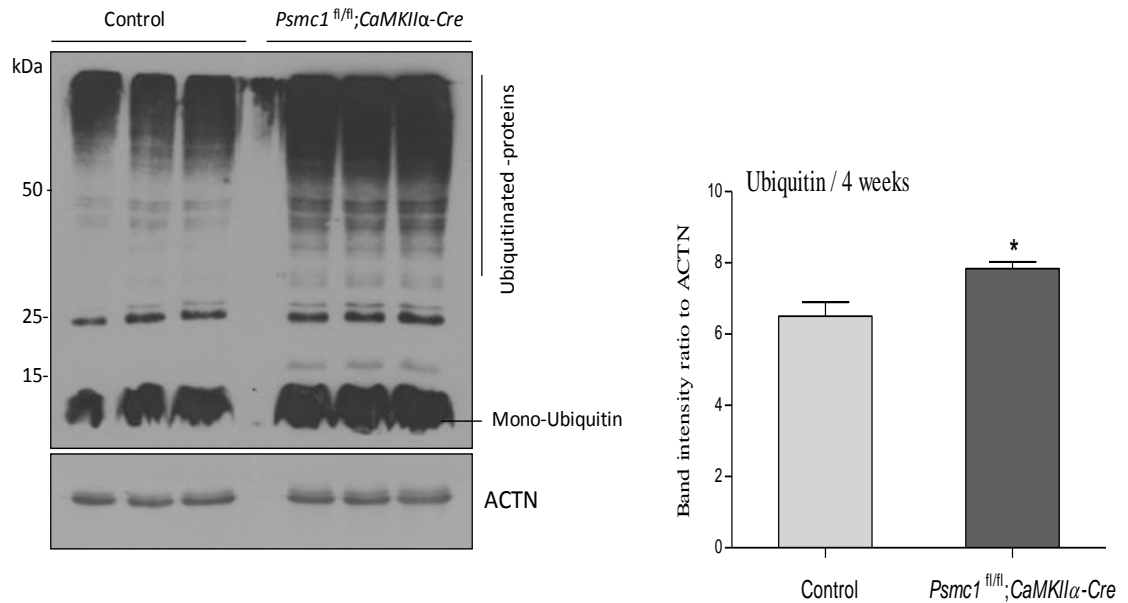 Control
Psmc1 fl/fl;CaMKIIα-Cre
kDa
50
25-
15-
Ubiquitinated -proteins
Mono-Ubiquitin
ACTN
Ubiquitin / 4 weeks
Band intensity ratio to ACTN
10
8
6
4
2
0
*
Control
Psmc1 fl/fl;CaMKIIα-Cre